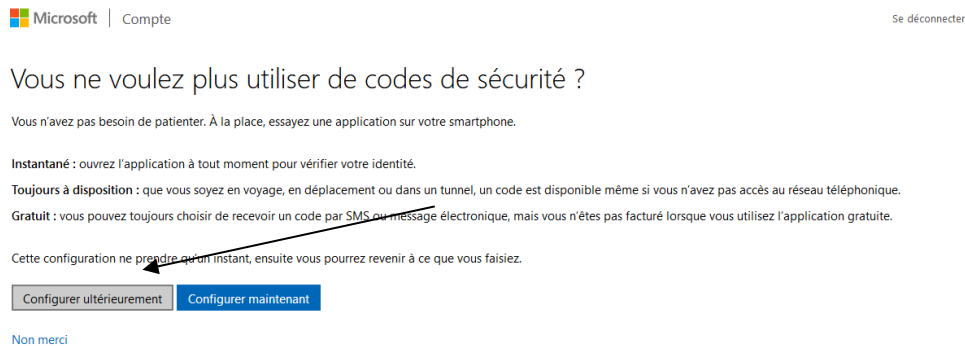 Microsoft Compte Se déconnecter
Vous ne voulez plus utiliser de codes de sécurité ?
Vous n'avez pas besoin de patienter. À la place, essayez une application sur votre smartphone.
Instantané : ouvrez l'application à tout moment pour vérifier votre identité.
Toujours à disposition : que vous soyez en voyage, en déplacement ou dans un tunnel, un code est disponible même si vous n'avez pas accès au réseau téléphonique.
Gratuit : vous pouvez toujours choisir de recevoir un code par SMS ou message électronique, mais vous n'êtes pas facturé lorsque vous utilisez l'application gratuite.
Cette configuration ne prendre qu'un instant, ensuite vous pourrez revenir à ce que vous faisiez.
Configurer ultérieurement Configurer maintenant
Non merci